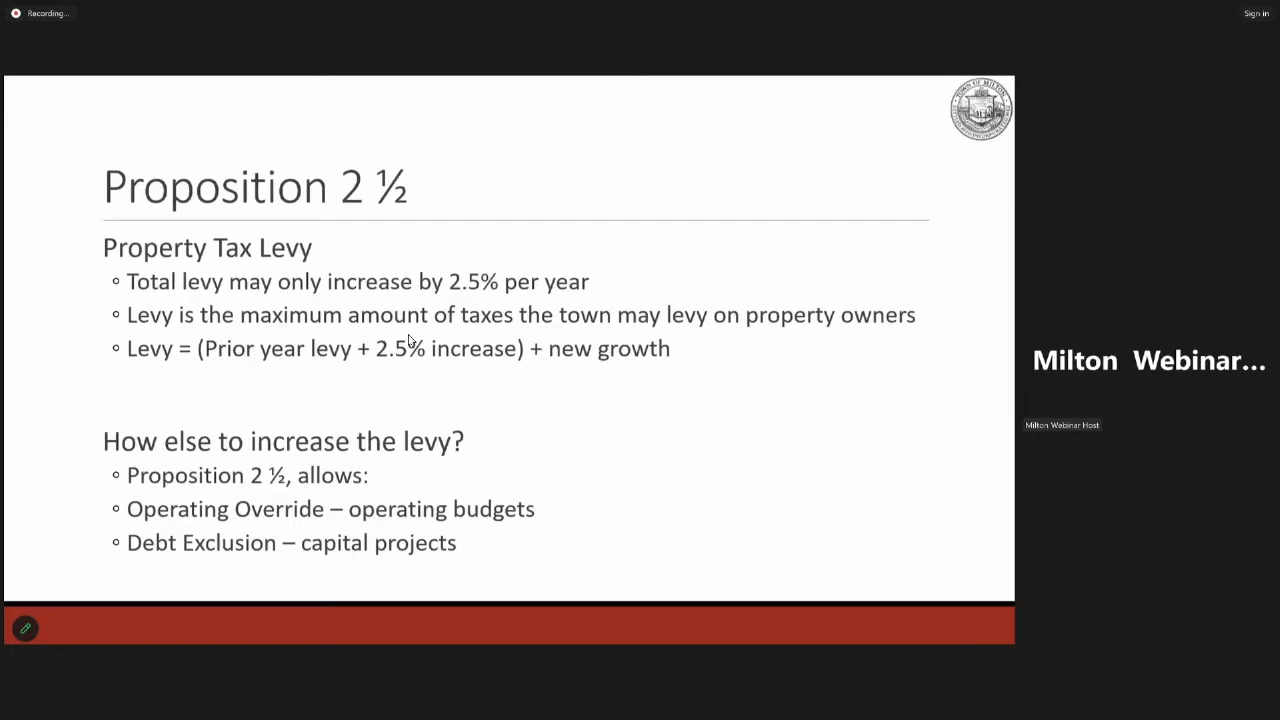 Recording...
Sign in
TOWN OF MILTON
Proposition 2 ½
Property Tax Levy
Total levy may only increase by 2.5% per year
Levy is the maximum amount of taxes the town may levy on property owners
Levy = (Prior year levy + 2.5% increase) + new growth
How else to increase the levy?
Proposition 2 ½, allows:
Operating Override – operating budgets
Debt Exclusion – capital projects
Milton Webinar...
Milton Webinar Host